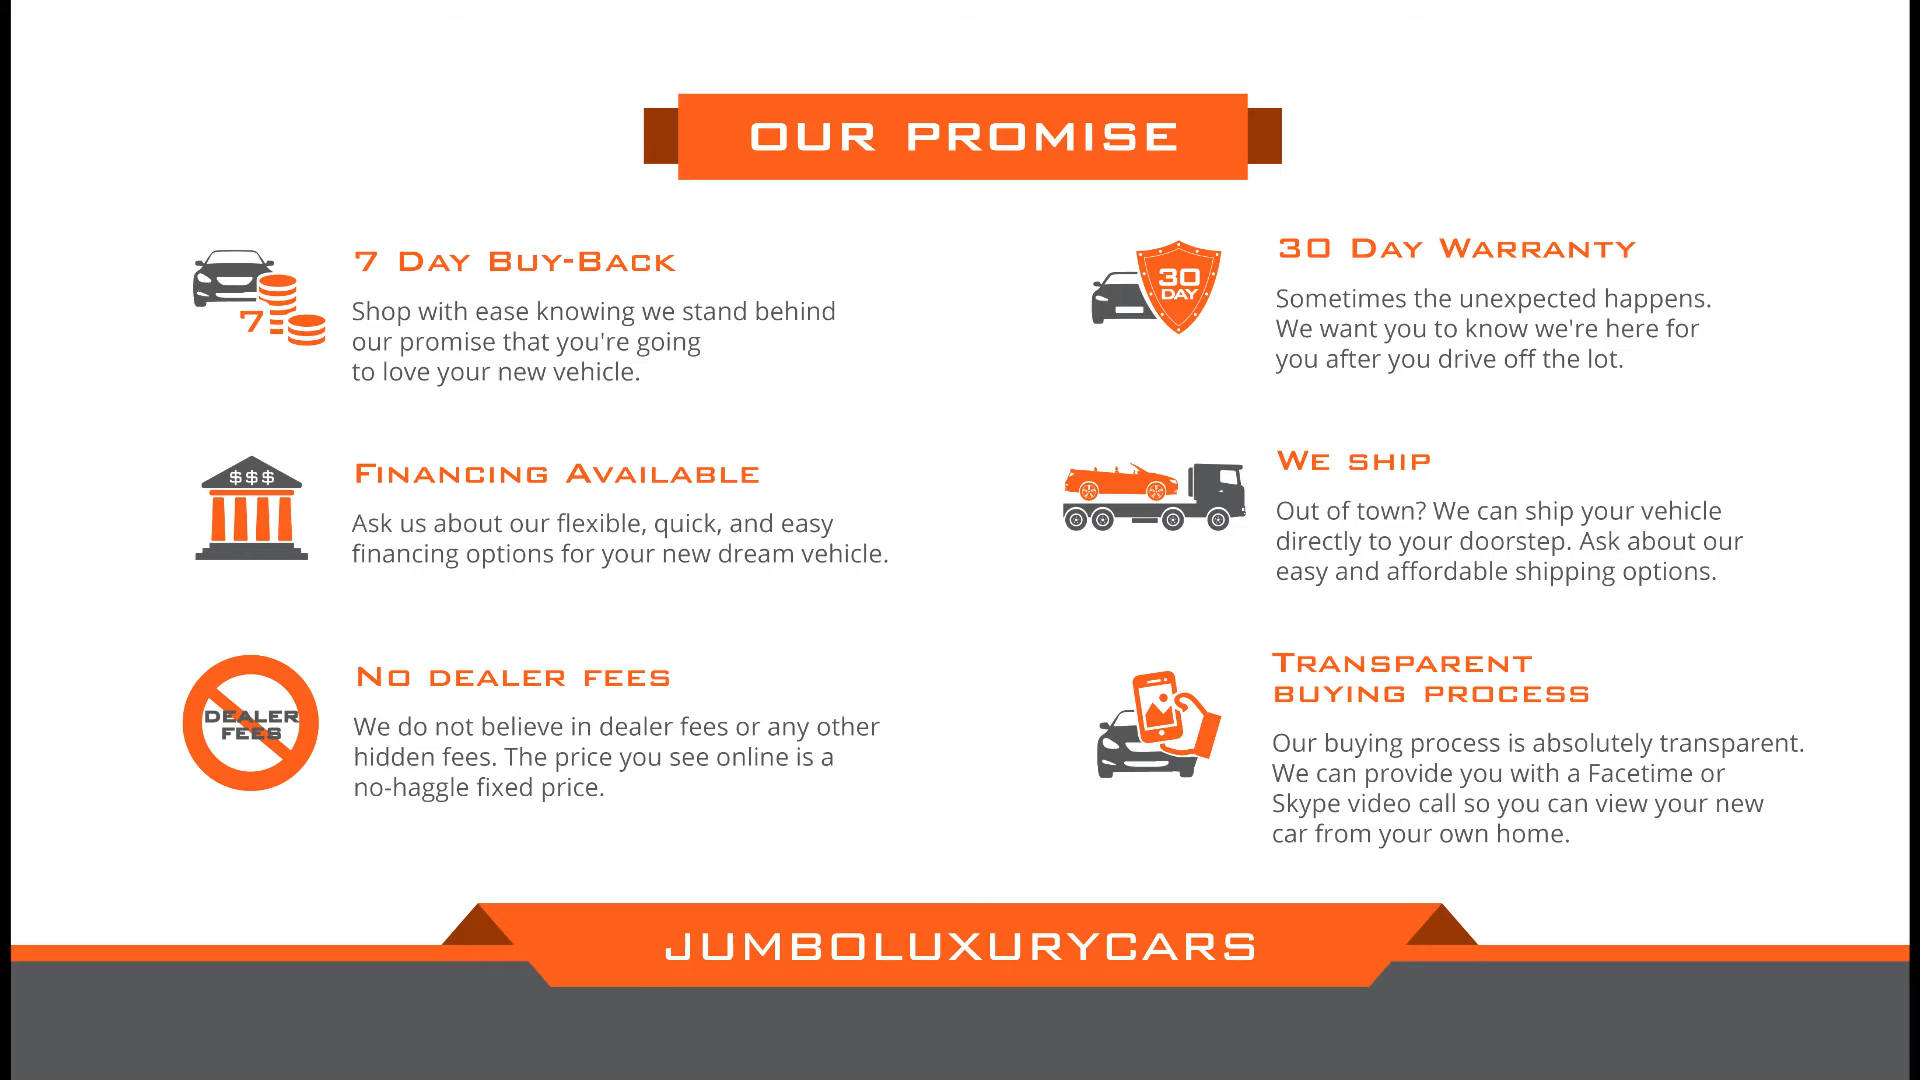 OUR PROMISE
7 DAY BUY-BACK
Shop with ease knowing we stand behind
our promise that you're going
to love your new vehicle.
7
$$$
FINANCING AVAILABLE
Ask us about our flexible, quick, and easy
financing options for your new dream vehicle.
DEALER
FEES
NO DEALER FEES
We do not believe in dealer fees or any other
hidden fees. The price you see online is a
no-haggle fixed price.
30
DAY
30 DAY WARRANTY
Sometimes the unexpected happens.
We want you to know we're here for
you after you drive off the lot.
WE SHIP
Out of town? We can ship your vehicle
directly to your doorstep. Ask about our
easy and affordable shipping options.
TRANSPARENT
BUYING PROCESS
Our buying process is absolutely transparent.
We can provide you with a Facetime or
Skype video call so you can view your new
car from your own home.
JUMBOLUXURYCARS